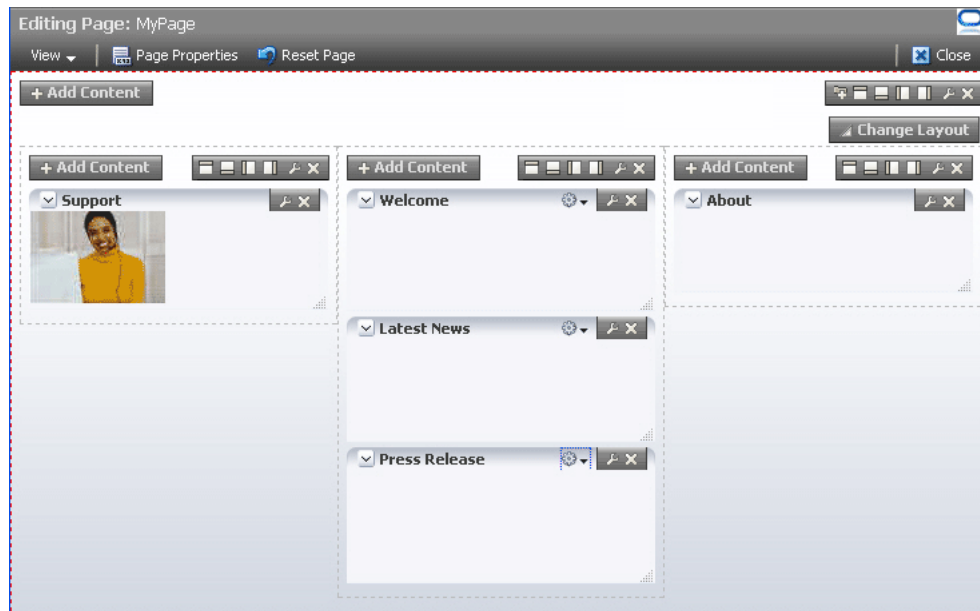 Editing Page: MyPage
View Page Properties Reset Page Close
+ Add Content
Change Layout
+ Add Content + Add Content + Add Content
Support Welcome About
Latest News
Press Release